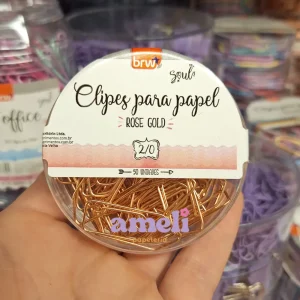 brw
Soul
Clipes para papel
ROSE GOLD
2/0
50 UNIDADES
ameli
papelaria
office